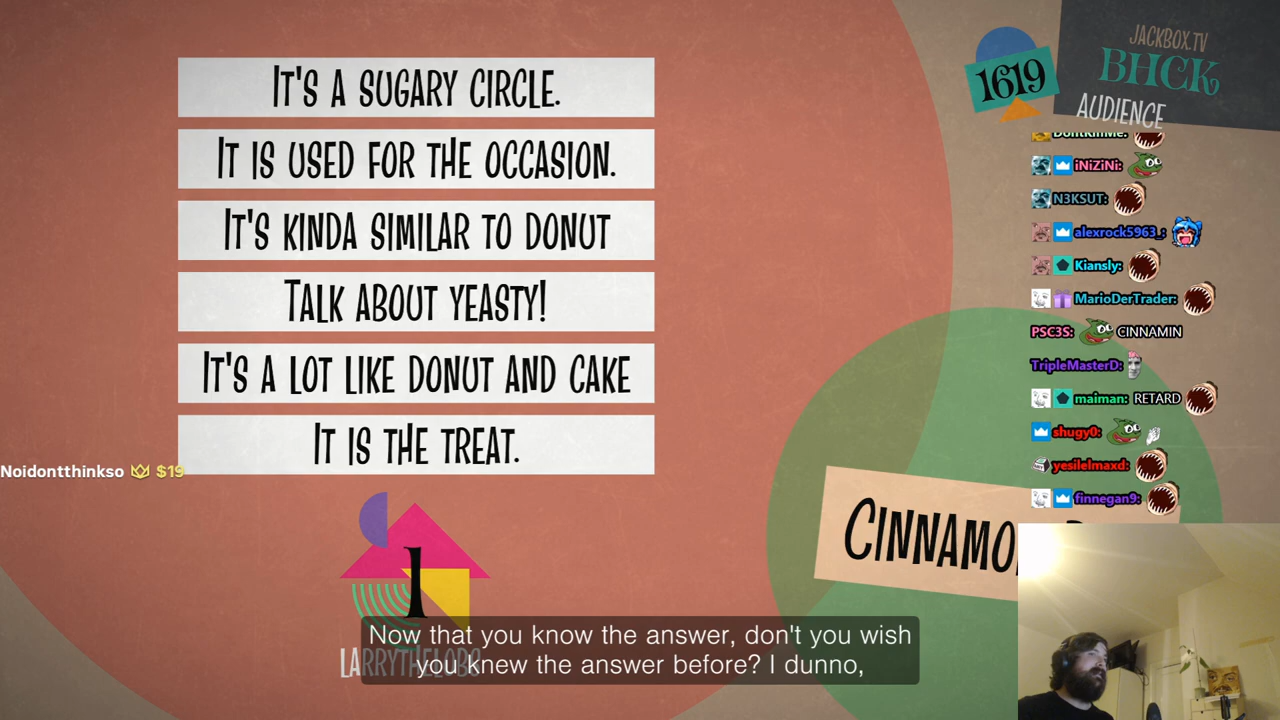 IT'S A SUGARY CIRCLE.
IT IS USED FOR THE OCCASION.
IT'S KINDA SIMILAR TO DONUT
TALK ABOUT YEASTY!
IT'S A LOT LIKE DONUT AND CAKE
IT IS THE TREAT.
Noidontthinkso $19
1
LARRYTHELOBS
Now that you know the answer, don't you wish
you knew the answer before? I dunno,
CINNAMO
1619
JACKBOX.TV
BHCK
AUDIENCE
DontKillMe:
iNiZiNi:
N3KSUT:
alexrock5963_:
Kiansly:
MarioDerTrader:
PSC3S: CINNAMIN
TripleMasterD:
maiman: RETARD
shugy0:
yesilelmaxd:
finnegan9: